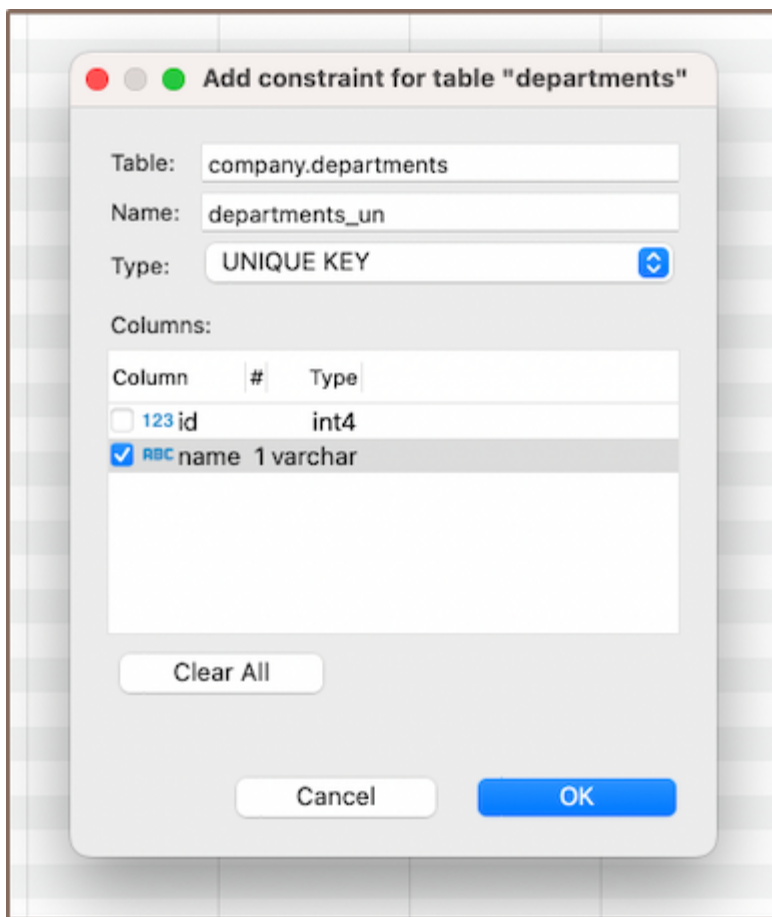 Add constraint for table "departments"
Table: company.departments
Name: departments_un
Type: UNIQUE KEY
Columns:
Column # Type
123 id int4
ABC name 1 varchar
Clear All
Cancel OK